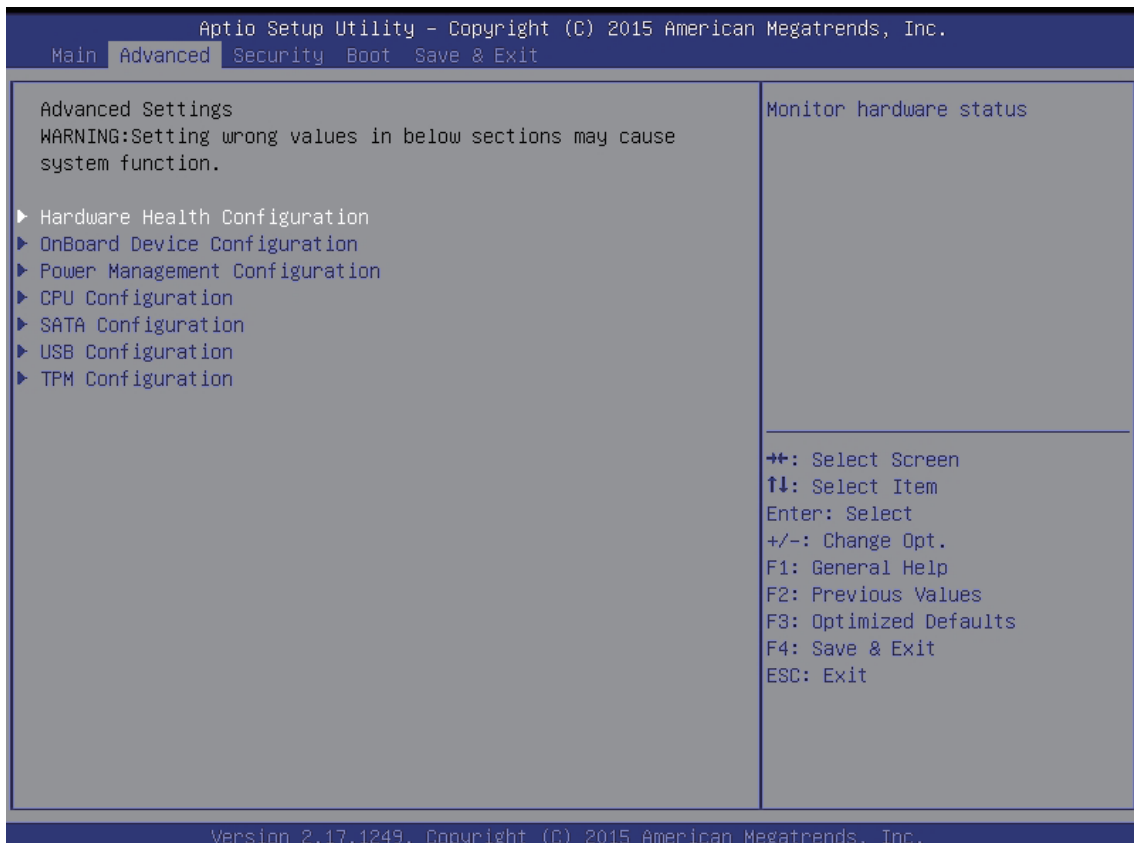 Aptio Setup Utility – Copyright (C) 2015 American Megatrends, Inc.
Main Advanced Security Boot Save & Exit
Advanced Settings
WARNING:Setting wrong values in below sections may cause
system function.
Hardware Health Configuration
OnBoard Device Configuration
Power Management Configuration
CPU Configuration
SATA Configuration
USB Configuration
TPM Configuration
Monitor hardware status
→←: Select Screen
↑↓: Select Item
Enter: Select
+/-: Change Opt.
F1: General Help
F2: Previous Values
F3: Optimized Defaults
F4: Save & Exit
ESC: Exit
Version 2.17.1249. Copyright (C) 2015 American Megatrends, Inc.